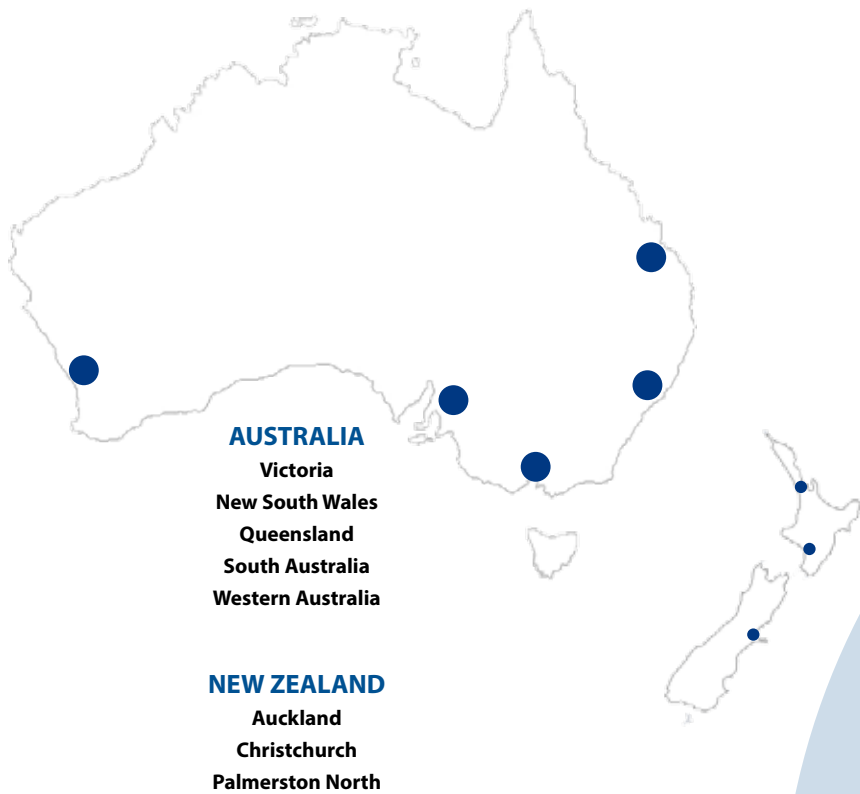 AUSTRALIA
Victoria
New South Wales
Queensland
South Australia
Western Australia
NEW ZEALAND
Auckland
Christchurch
Palmerston North